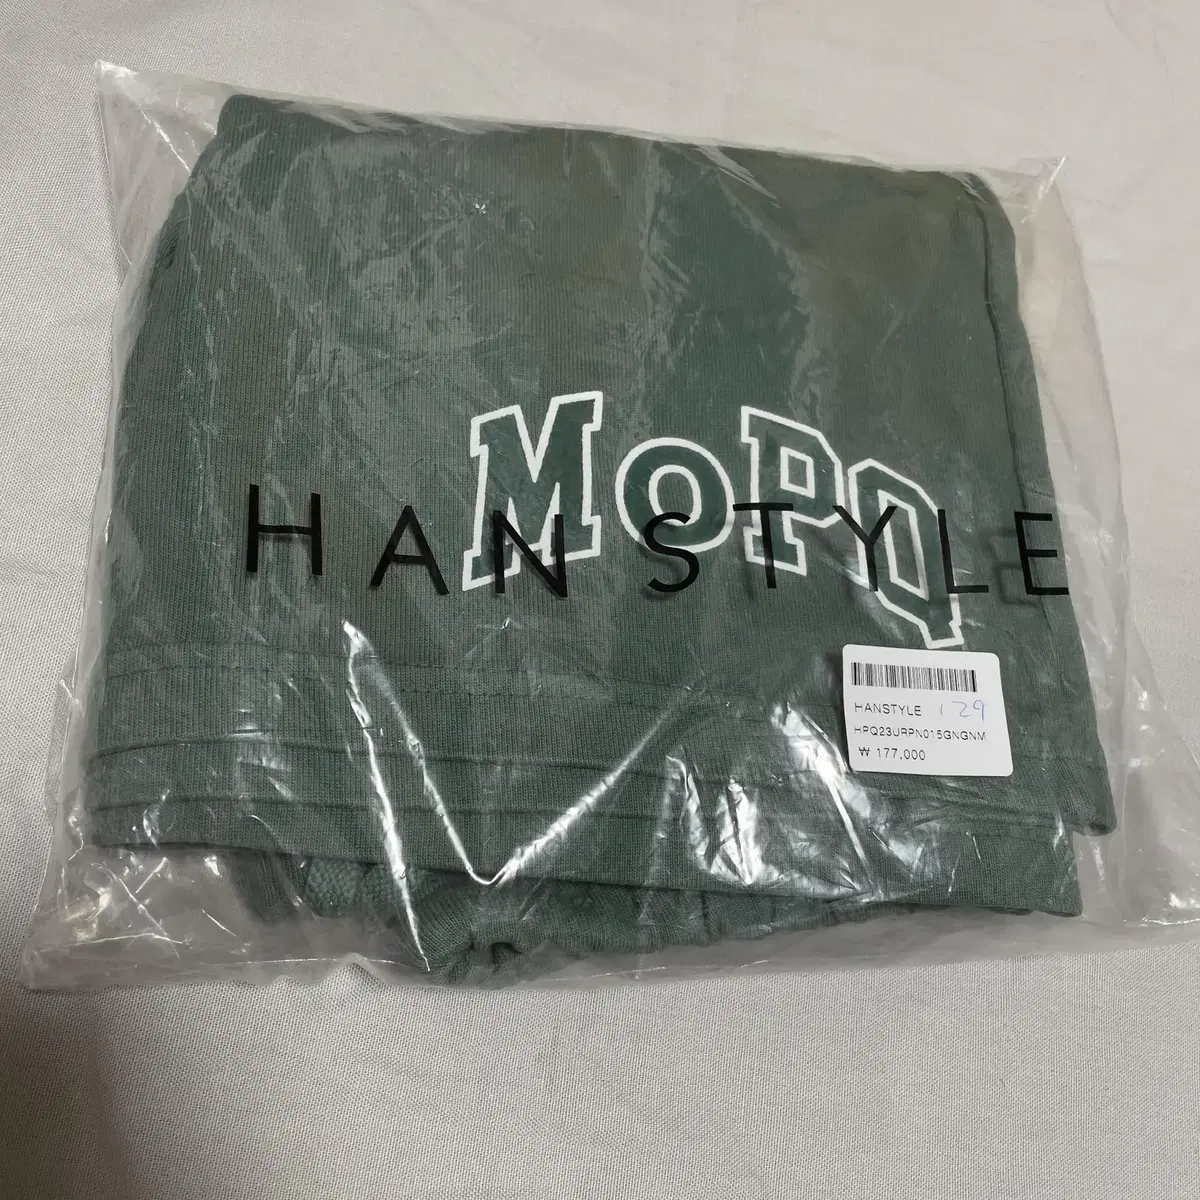 MOPQ
HANSTYLE
HANSTYLE 129
HPQ23URPN015GNGNM
₩ 177,000